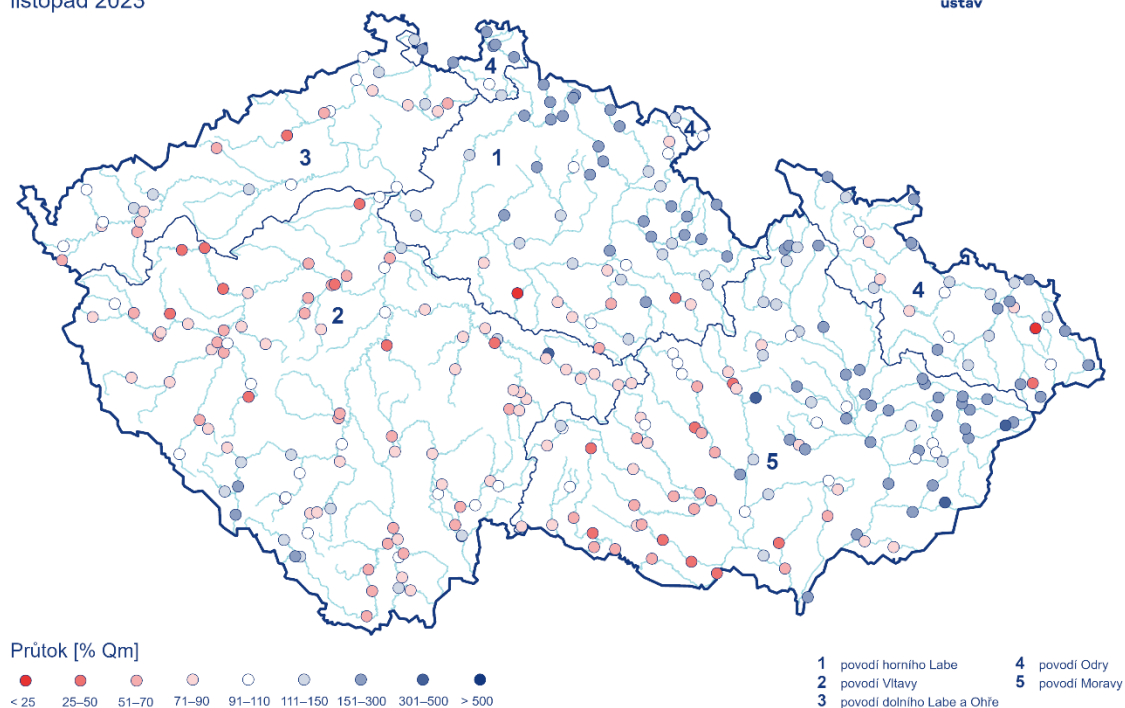 listopad 2023
ústav
4
4
3
1
4
2
5
Průtok [% Qm]
< 25 25–50 51–70 71–90 91–110 111–150 151–300 301–500 > 500
1 povodí horního Labe
2 povodí Vltavy
3 povodí dolního Labe a Ohře
4 povodí Odry
5 povodí Moravy